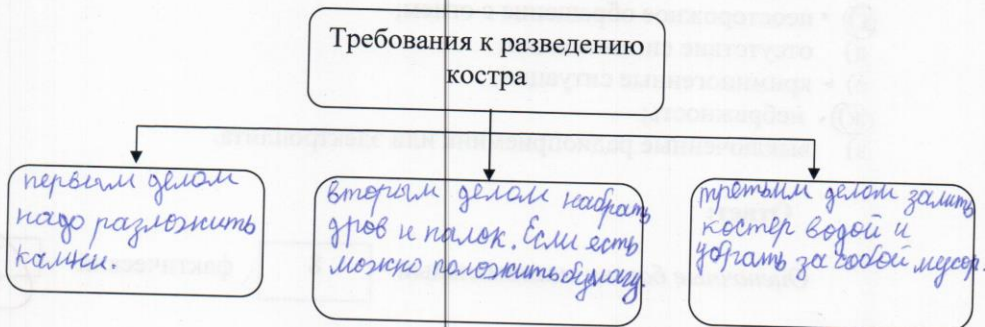 Требования к разведению
костра
первым делом
надо разложить
камни.
вторым делом набрать
дров и палок. Если есть
можно положить бумагу.
третьим делом залить
костер водой и
убрать за собой мусор.